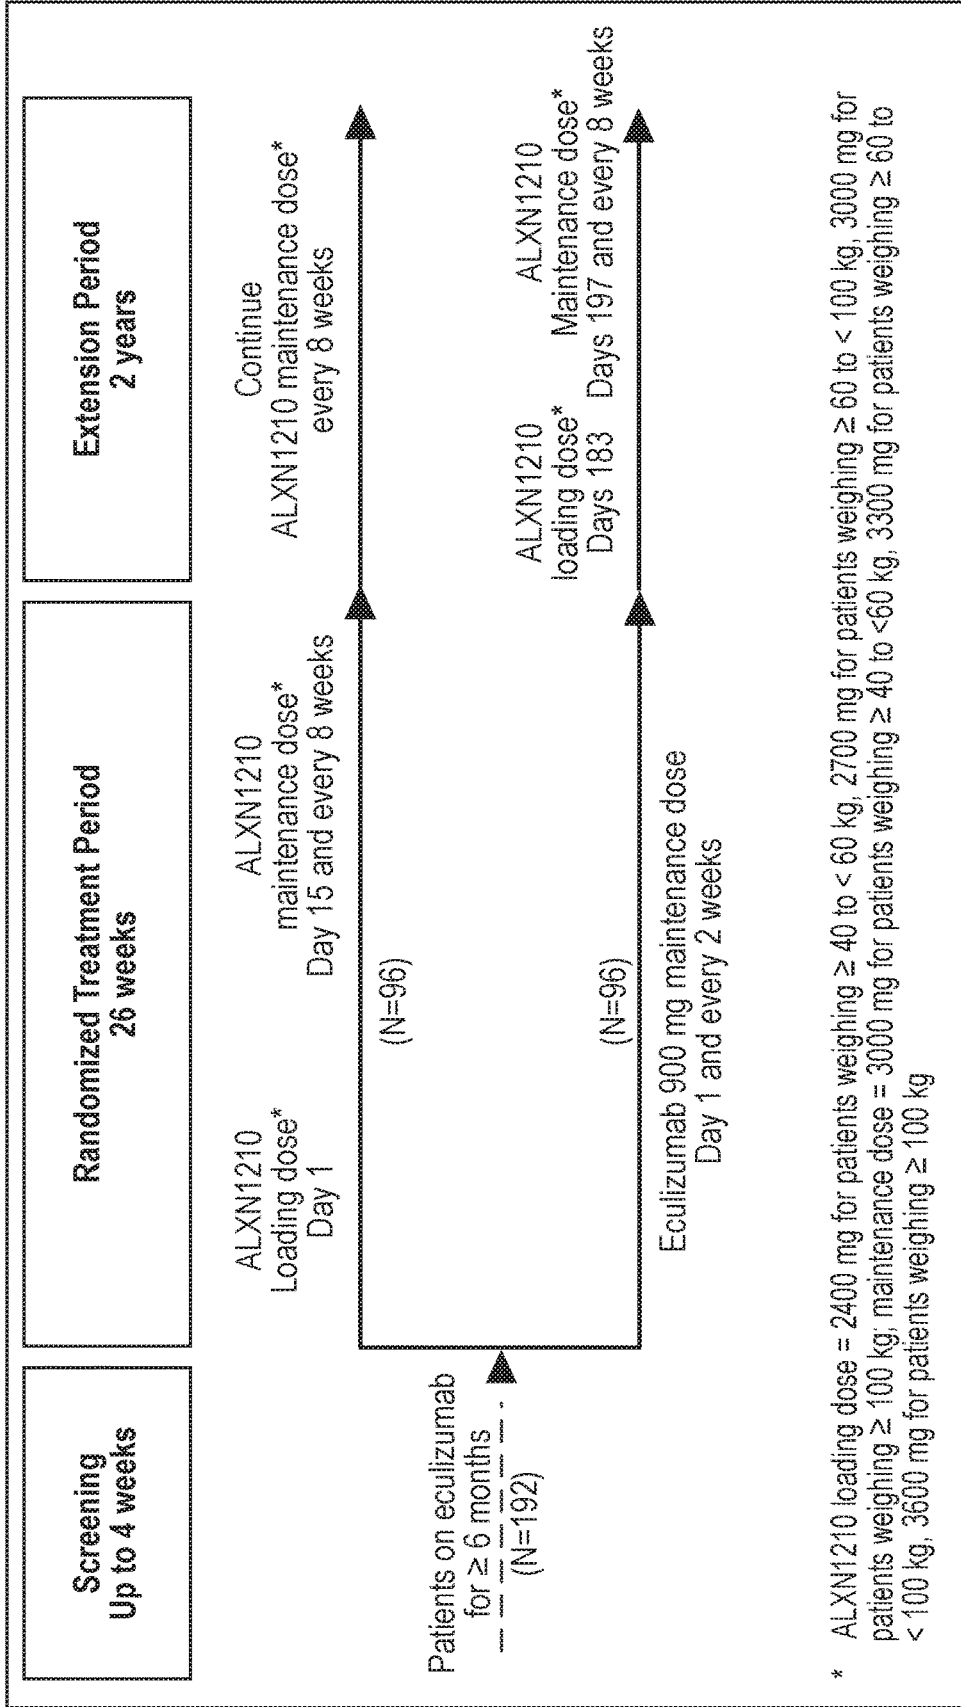 Screening
Up to 4 weeks
Randomized Treatment Period
26 weeks
Extension Period
2 years
Patients on eculizumab
for ≥ 6 months
(N=192)
ALXN1210
Loading dose*
Day 1
ALXN1210
maintenance dose*
Day 15 and every 8 weeks
Continue
ALXN1210 maintenance dose*
every 8 weeks
(N=96)
(N=96)
Eculizumab 900 mg maintenance dose
Day 1 and every 2 weeks
ALXN1210
loading dose*
Days 183
ALXN1210
Maintenance dose*
Days 197 and every 8 weeks
* ALXN1210 loading dose = 2400 mg for patients weighing ≥ 40 to < 60 kg, 2700 mg for patients weighing ≥ 60 to < 100 kg, 3000 mg for
patients weighing ≥ 100 kg; maintenance dose = 3000 mg for patients weighing ≥ 40 to <60 kg, 3300 mg for patients weighing ≥ 60 to
< 100 kg, 3600 mg for patients weighing ≥ 100 kg